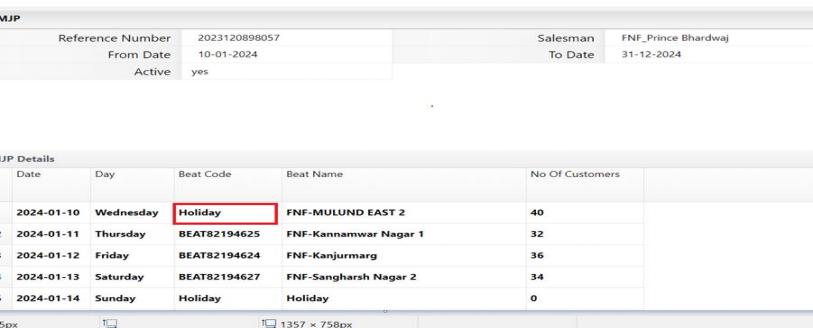 MJP
Reference Number 2023120898057 Salesman FNF_Prince Bhardwaj
From Date 10-01-2024 To Date 31-12-2024
Active yes
MJP Details
Date Day Beat Code Beat Name No Of Customers
2024-01-10 Wednesday Holiday FNF-MULUND EAST 2 40
2 2024-01-11 Thursday BEAT82194625 FNF-Kannamwar Nagar 1 32
3 2024-01-12 Friday BEAT82194624 FNF-Kanjurmarg 36
4 2024-01-13 Saturday BEAT82194627 FNF-Sangharsh Nagar 2 34
5 2024-01-14 Sunday Holiday Holiday 0
5px 1357 × 758px